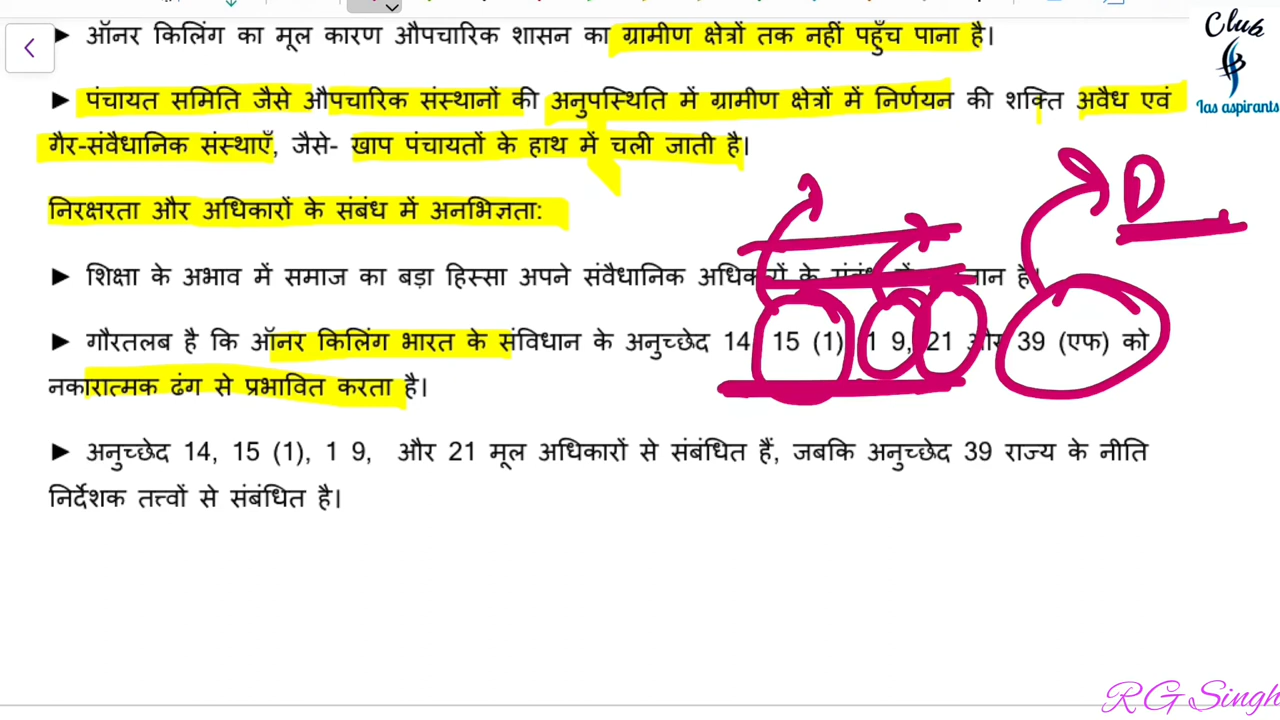 ► ऑनर किलिंग का मूल कारण औपचारिक शासन का ग्रामीण क्षेत्रों तक नहीं पहुँच पाना है।
Club
Ias aspirants
► पंचायत समिति जैसे औपचारिक संस्थानों की अनुपस्थिति में ग्रामीण क्षेत्रों में निर्णयन की शक्ति अवैध एवं
गैर-संवैधानिक संस्थाएँ, जैसे- खाप पंचायतों के हाथ में चली जाती है।
D
निरक्षरता और अधिकारों के संबंध में अनभिज्ञता:
► शिक्षा के अभाव में समाज का बड़ा हिस्सा अपने संवैधानिक अधिकारों के संबंध में है।
► गौरतलब है कि ऑनर किलिंग भारत के संविधान के अनुच्छेद 14, 15 (1), 1 9, 21 और 39 (एफ) को
नकारात्मक ढंग से प्रभावित करता है।
► अनुच्छेद 14, 15 (1), 1 9, और 21 मूल अधिकारों से संबंधित हैं, जबकि अनुच्छेद 39 राज्य के नीति
निर्देशक तत्त्वों से संबंधित है।
RG Singh